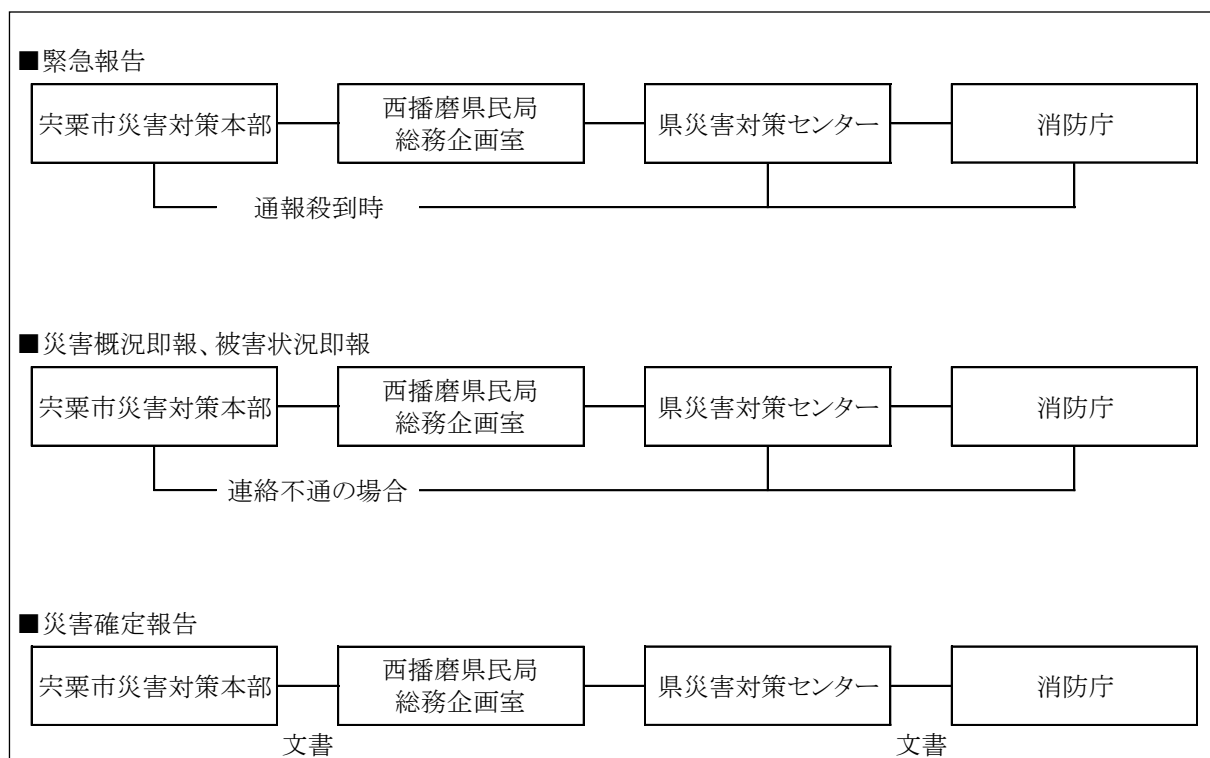 ■緊急報告
宍粟市災害対策本部
西播磨県民局
総務企画室
県災害対策センター
消防庁
通報殺到時
■災害概況即報、被害状況即報
宍粟市災害対策本部
西播磨県民局
総務企画室
県災害対策センター
消防庁
連絡不通の場合
■災害確定報告
宍粟市災害対策本部
西播磨県民局
総務企画室
県災害対策センター
消防庁
文書
文書